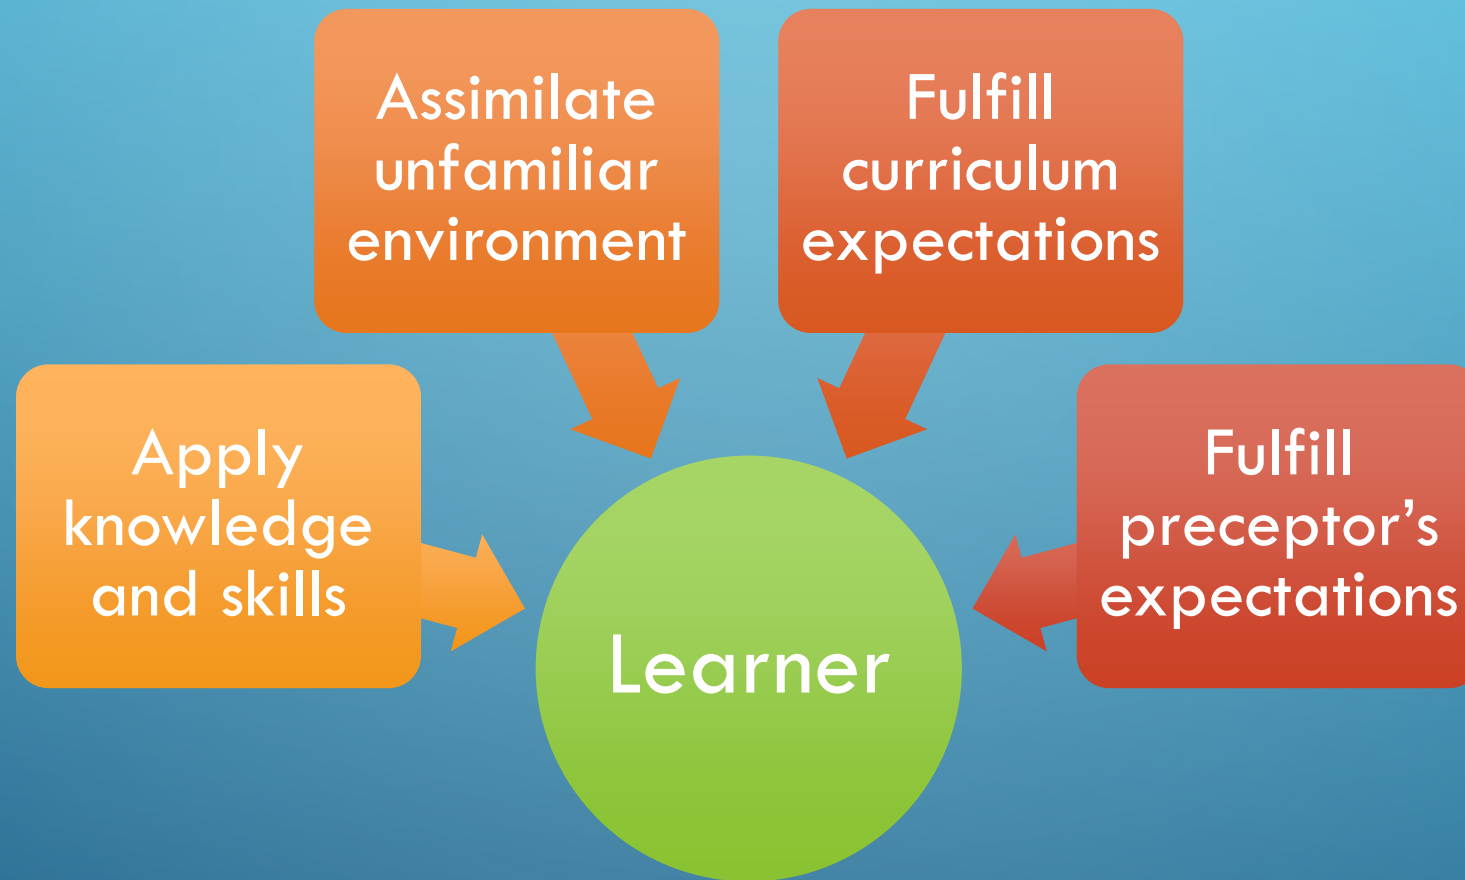 Assimilate
unfamiliar
environment
Fulfill
curriculum
expectations
Apply
knowledge
and skills
Fulfill
preceptor’s
expectations
Learner